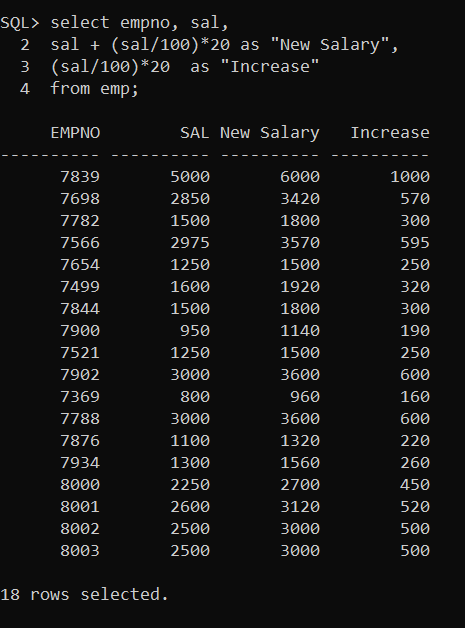 SQL> select empno, sal,
  2  sal + (sal/100)*20 as "New Salary",
  3  (sal/100)*20  as "Increase"
  4  from emp;

     EMPNO        SAL New Salary   Increase
---------- ---------- ---------- ----------
      7839       5000       6000       1000
      7698       2850       3420        570
      7782       1500       1800        300
      7566       2975       3570        595
      7654       1250       1500        250
      7499       1600       1920        320
      7844       1500       1800        300
      7900        950       1140        190
      7521       1250       1500        250
      7902       3000       3600        600
      7369        800        960        160
      7788       3000       3600        600
      7876       1100       1320        220
      7934       1300       1560        260
      8000       2250       2700        450
      8001       2600       3120        520
      8002       2500       3000        500
      8003       2500       3000        500

18 rows selected.